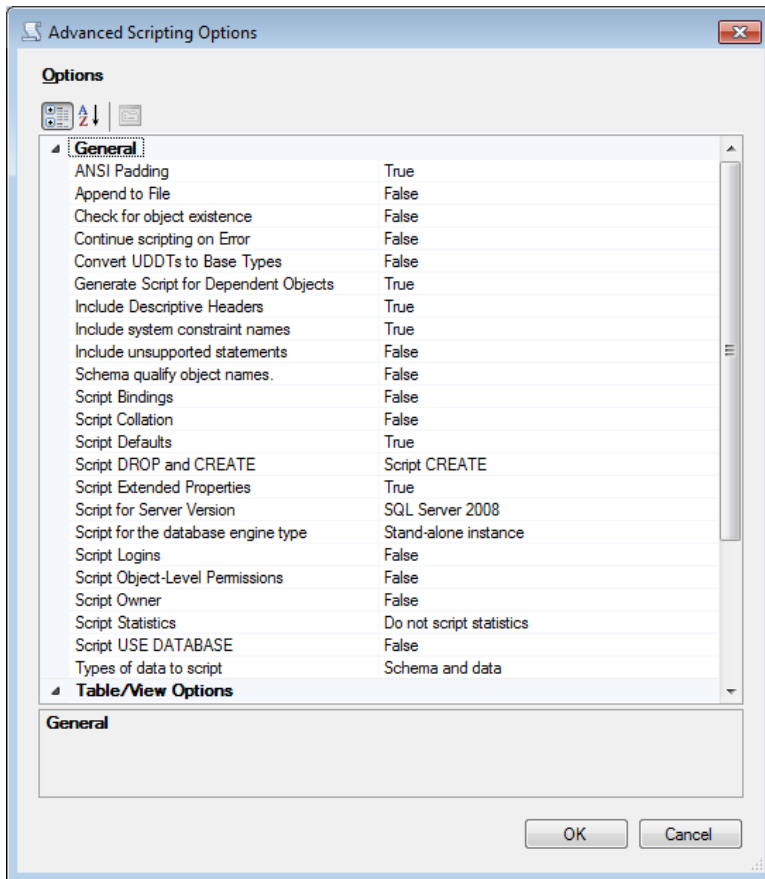 Advanced Scripting Options
Options
General
ANSI Padding True
Append to File False
Check for object existence False
Continue scripting on Error False
Convert UDDTs to Base Types False
Generate Script for Dependent Objects True
Include Descriptive Headers True
Include system constraint names True
Include unsupported statements False
Schema qualify object names. False
Script Bindings False
Script Collation False
Script Defaults True
Script DROP and CREATE Script CREATE
Script Extended Properties True
Script for Server Version SQL Server 2008
Script for the database engine type Stand-alone instance
Script Logins False
Script Object-Level Permissions False
Script Owner False
Script Statistics Do not script statistics
Script USE DATABASE False
Types of data to script Schema and data
Table/View Options
General
OK Cancel